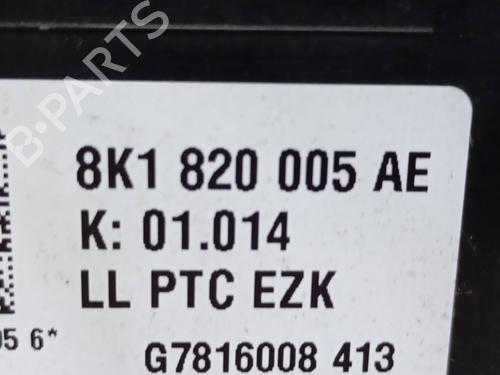 B-PARTS
8K1 820 005 AE
K: 01.014
LL PTC EZK
05 6*
G7816008 413